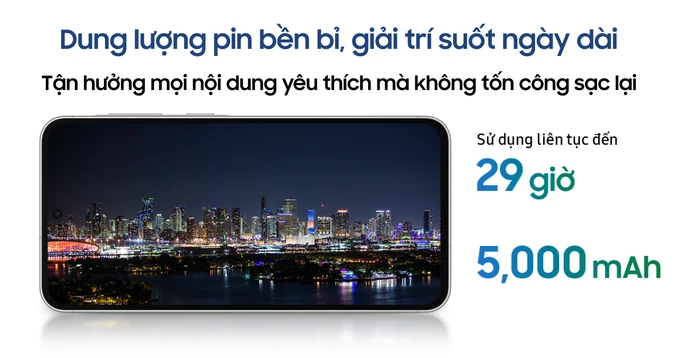 Dung lượng pin bền bỉ, giải trí suốt ngày dài
Tận hưởng mọi nội dung yêu thích mà không tốn công sạc lại
Sử dụng liên tục đến
29 giờ
5,000 mAh